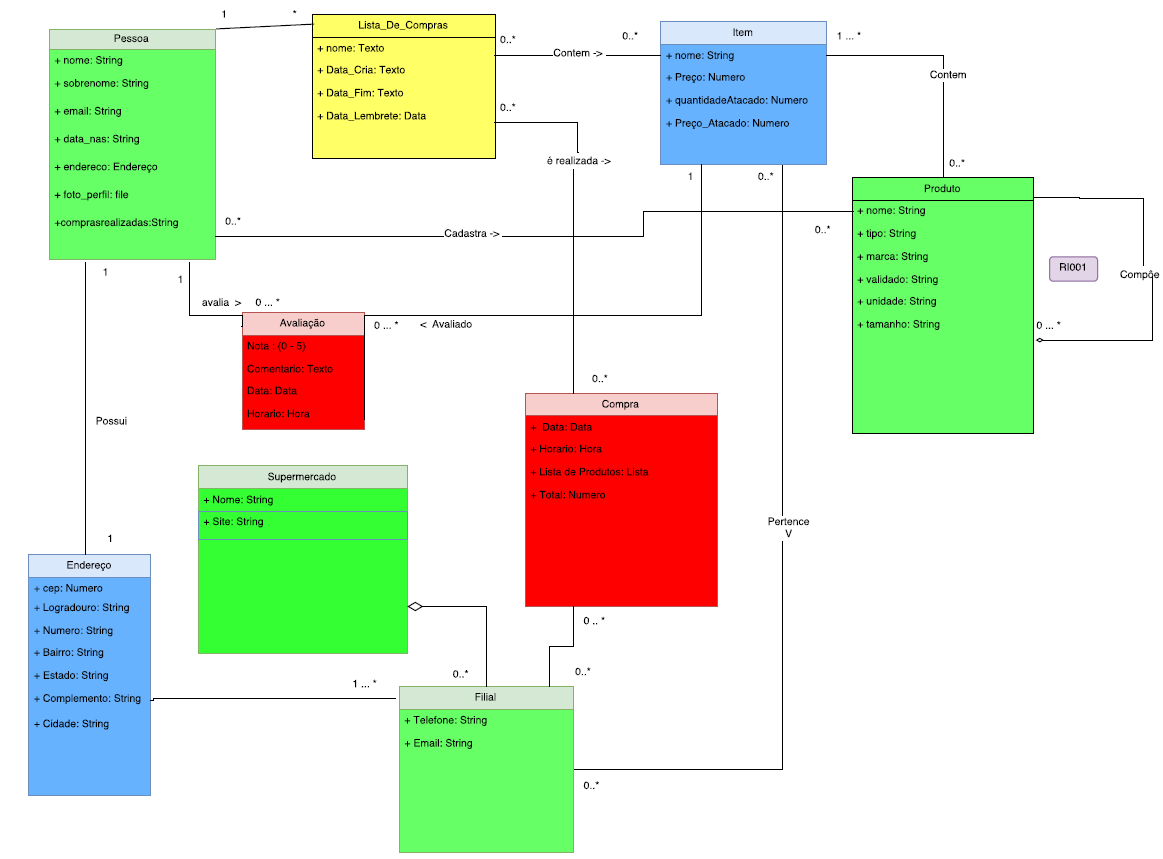 1
*
Pessoa
+ nome: String
+ sobrenome: String
+ email: String
+ data_nas: String
+ endereco: Endereço
+ foto_perfil: file
+comprasrealizadas:String
Lista_De_Compras
+ nome: Texto
+ Data_Cria: Texto
+ Data_Fim: Texto
+ Data_Lembrete: Data
0..*
Contem ->
0..*
0..*
é realizada ->
Item
+ nome: String
+ Preço: Numero
+ quantidadeAtacado: Numero
+ Preço_Atacado: Numero
1 ... *
Contem
0..*
1
0..*
Produto
+ nome: String
+ tipo: String
+ marca: String
+ validado: String
+ unidade: String
+ tamanho: String
RI001
Compõe
0 ... *
0..*
Cadastra ->
0..*
1
1
avalia >
0 ... *
0 ... *
< Avaliado
Avaliação
Nota : (0 - 5)
Comentario: Texto
Data: Data
Horario: Hora
0..*
Compra
+ Data: Data
+ Horario: Hora
+ Lista de Produtos: Lista
+ Total: Numero
Possui
Supermercado
+ Nome: String
+ Site: String
Pertence
V
1
Endereço
+ cep: Numero
+ Logradouro: String
+ Numero: String
+ Bairro: String
+ Estado: String
+ Complemento: String
+ Cidade: String
0 .. *
0..*
0..*
1 ... *
Filial
+ Telefone: String
+ Email: String
0..*